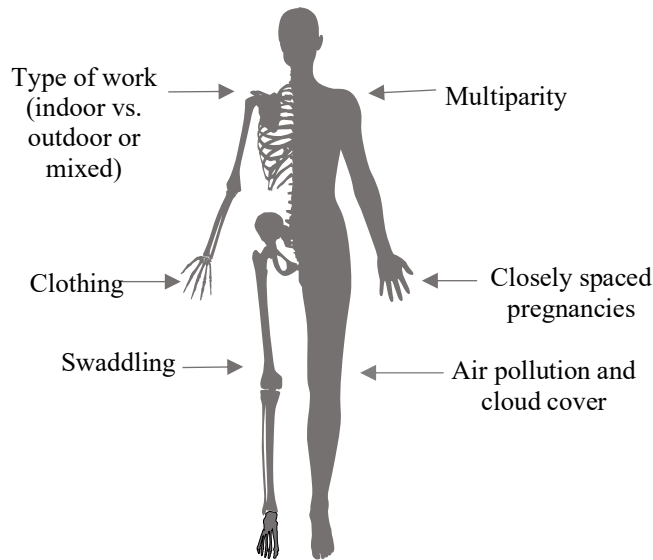 Type of work
(indoor vs.
outdoor or
mixed)
Multiparity
Clothing
Closely spaced
pregnancies
Swaddling
Air pollution and
cloud cover